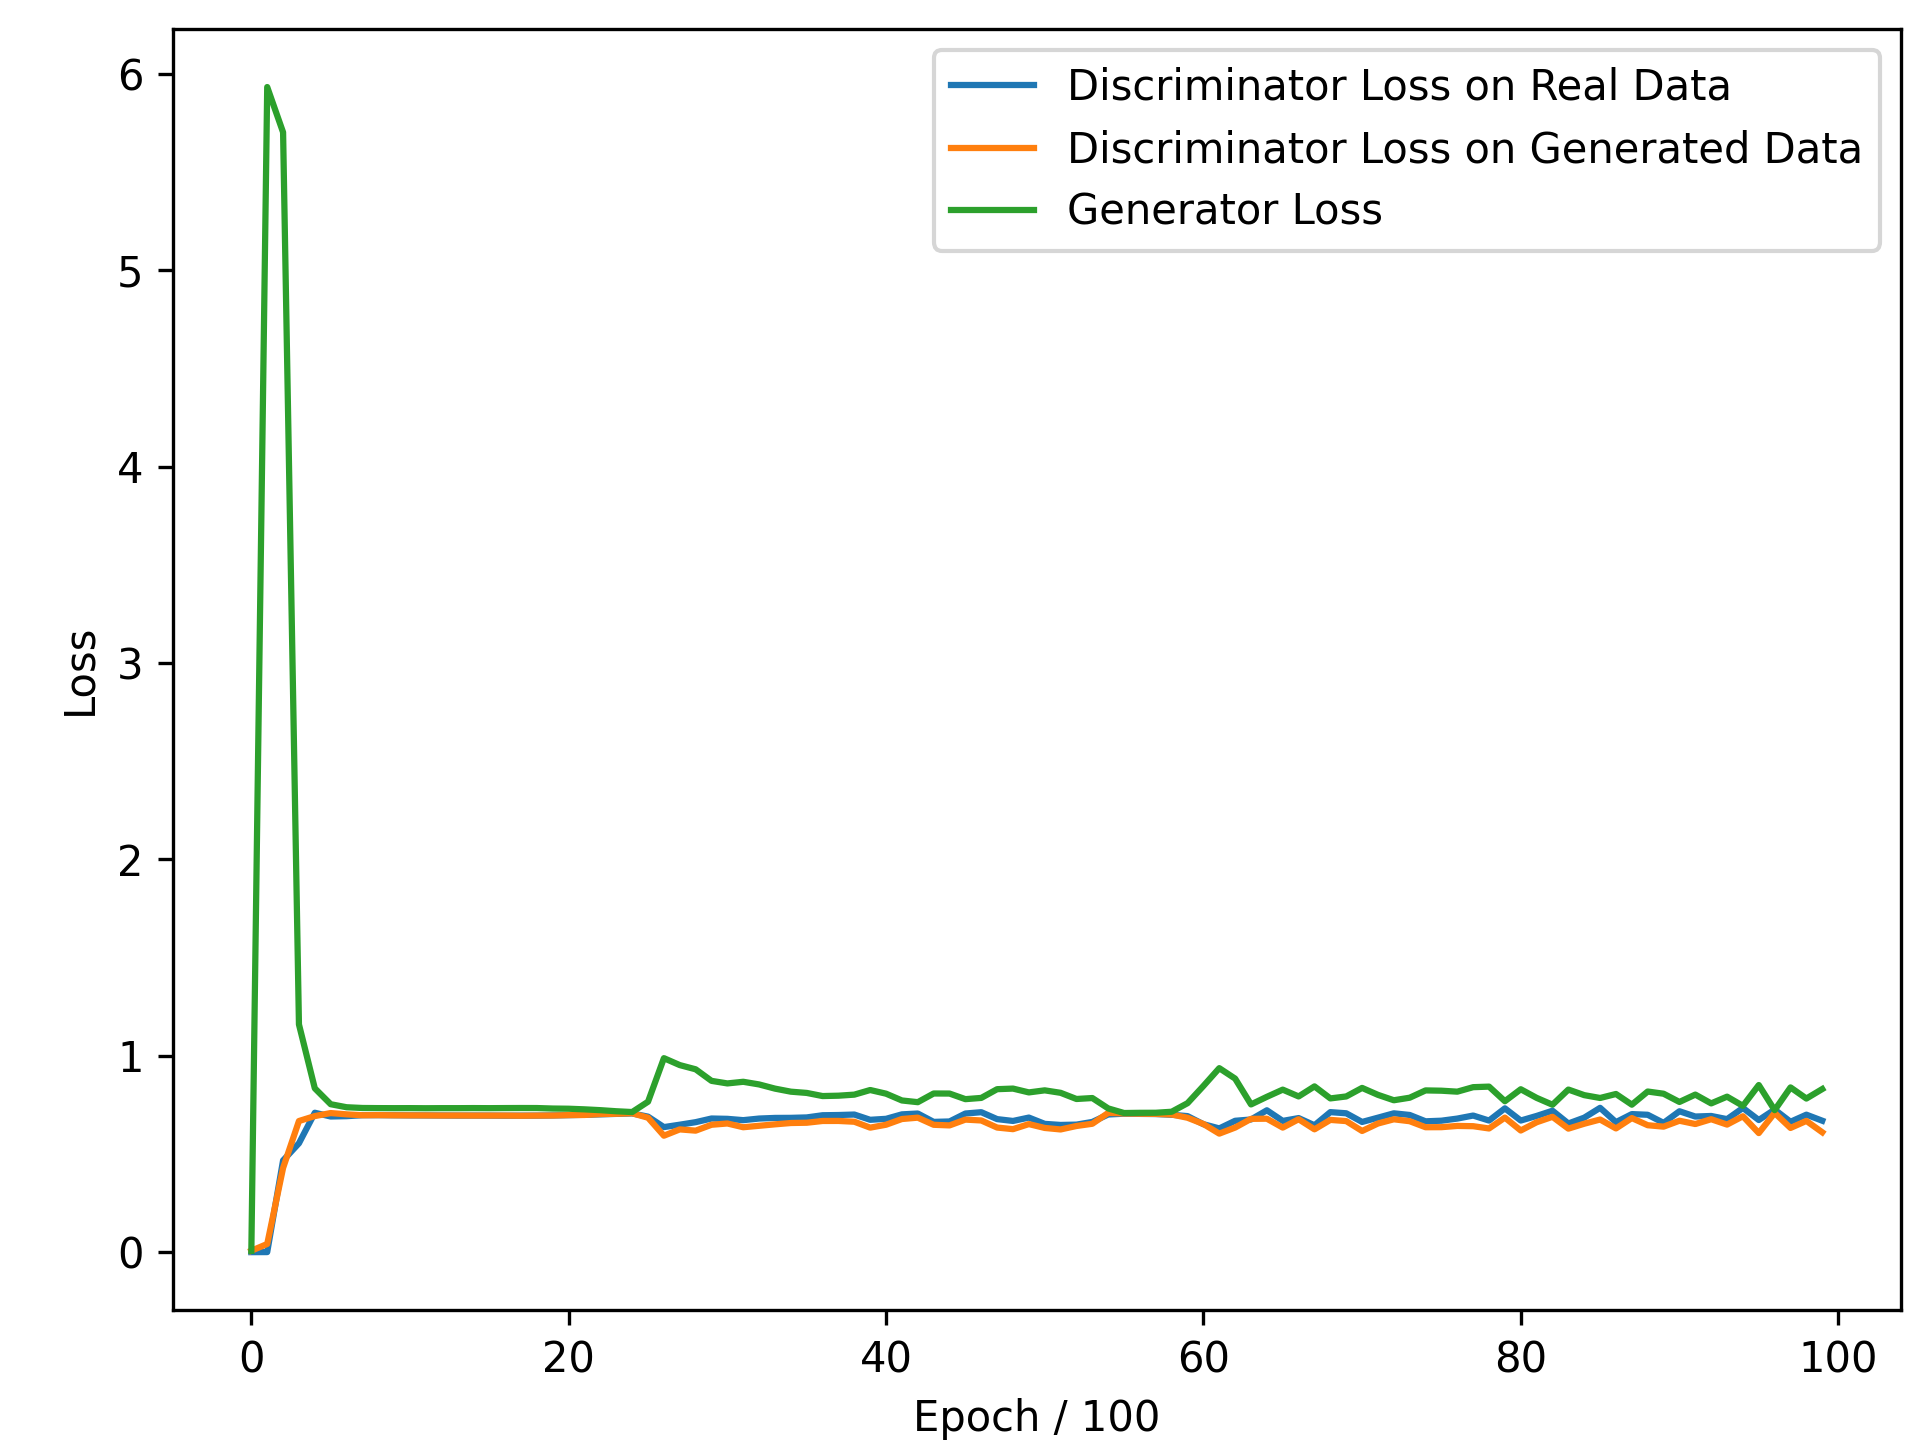 Discriminator Loss on Real Data
Discriminator Loss on Generated Data
Generator Loss
6
5
4
3
2
1
0
Loss
0 20 40 60 80 100
Epoch / 100